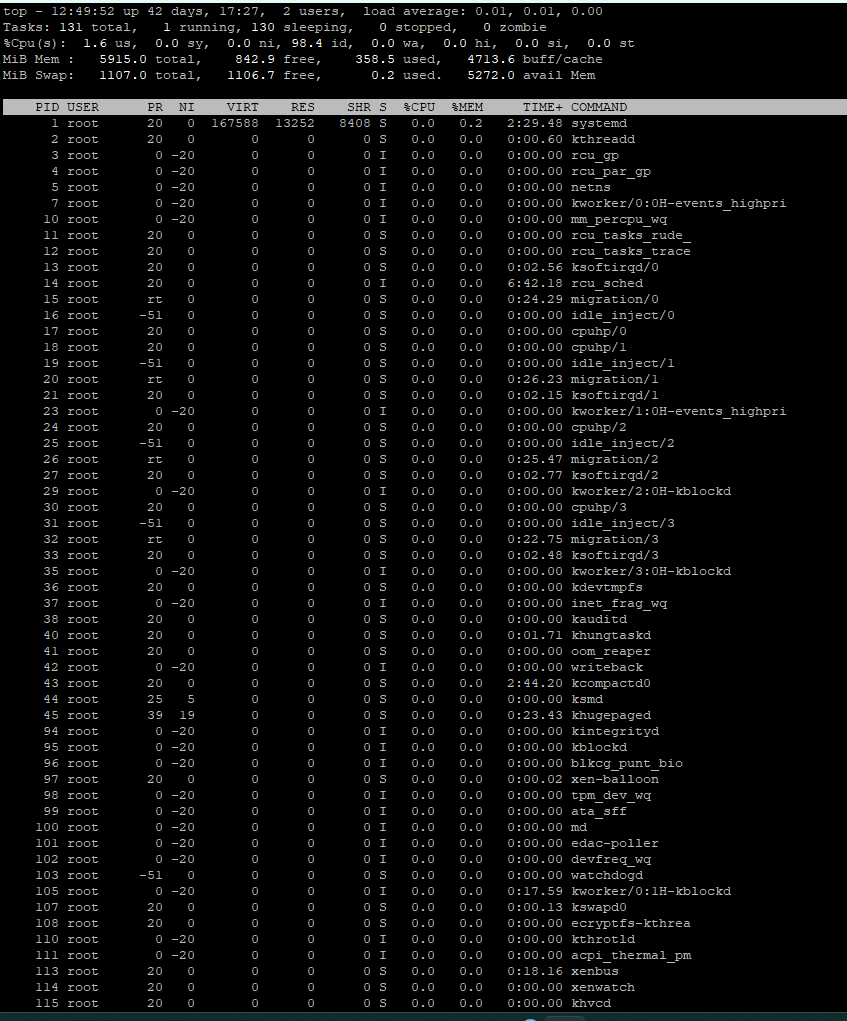 top - 12:49:52 up 42 days, 17:27,  2 users,  load average: 0.01, 0.01, 0.00
Tasks: 131 total,   1 running, 130 sleeping,   0 stopped,   0 zombie
%Cpu(s):  1.6 us,  0.0 sy,  0.0 ni, 98.4 id,  0.0 wa,  0.0 hi,  0.0 si,  0.0 st
MiB Mem :   5915.0 total,    842.9 free,    358.5 used,   4713.6 buff/cache
MiB Swap:   1107.0 total,   1106.7 free,      0.2 used.   5272.0 avail Mem
PID USER      PR  NI    VIRT    RES    SHR S  %CPU  %MEM     TIME+ COMMAND
1 root      20   0  167588  13252   8408 S   0.0   0.2   2:29.48 systemd
2 root      20   0       0      0      0 S   0.0   0.0   0:00.60 kthreadd
3 root       0 -20       0      0      0 I   0.0   0.0   0:00.00 rcu_gp
4 root       0 -20       0      0      0 I   0.0   0.0   0:00.00 rcu_par_gp
5 root       0 -20       0      0      0 I   0.0   0.0   0:00.00 netns
7 root       0 -20       0      0      0 I   0.0   0.0   0:00.00 kworker/0:0H-events_highpri
10 root       0 -20       0      0      0 I   0.0   0.0   0:00.00 mm_percpu_wq
11 root      20   0       0      0      0 S   0.0   0.0   0:00.00 rcu_tasks_rude_
12 root      20   0       0      0      0 S   0.0   0.0   0:00.00 rcu_tasks_trace
13 root      20   0       0      0      0 S   0.0   0.0   0:02.56 ksoftirqd/0
14 root      20   0       0      0      0 I   0.0   0.0   6:42.18 rcu_sched
15 root      rt   0       0      0      0 S   0.0   0.0   0:24.29 migration/0
16 root     -51   0       0      0      0 S   0.0   0.0   0:00.00 idle_inject/0
17 root      20   0       0      0      0 S   0.0   0.0   0:00.00 cpuhp/0
18 root      20   0       0      0      0 S   0.0   0.0   0:00.00 cpuhp/1
19 root     -51   0       0      0      0 S   0.0   0.0   0:00.00 idle_inject/1
20 root      rt   0       0      0      0 S   0.0   0.0   0:26.23 migration/1
21 root      20   0       0      0      0 S   0.0   0.0   0:02.15 ksoftirqd/1
23 root       0 -20       0      0      0 I   0.0   0.0   0:00.00 kworker/1:0H-events_highpri
24 root      20   0       0      0      0 S   0.0   0.0   0:00.00 cpuhp/2
25 root     -51   0       0      0      0 S   0.0   0.0   0:00.00 idle_inject/2
26 root      rt   0       0      0      0 S   0.0   0.0   0:25.47 migration/2
27 root      20   0       0      0      0 S   0.0   0.0   0:02.77 ksoftirqd/2
29 root       0 -20       0      0      0 I   0.0   0.0   0:00.00 kworker/2:0H-kblockd
30 root      20   0       0      0      0 S   0.0   0.0   0:00.00 cpuhp/3
31 root     -51   0       0      0      0 S   0.0   0.0   0:00.00 idle_inject/3
32 root      rt   0       0      0      0 S   0.0   0.0   0:22.75 migration/3
33 root      20   0       0      0      0 S   0.0   0.0   0:02.48 ksoftirqd/3
35 root       0 -20       0      0      0 I   0.0   0.0   0:00.00 kworker/3:0H-kblockd
36 root      20   0       0      0      0 S   0.0   0.0   0:00.00 kdevtmpfs
37 root       0 -20       0      0      0 I   0.0   0.0   0:00.00 inet_frag_wq
38 root      20   0       0      0      0 S   0.0   0.0   0:00.00 kauditd
40 root      20   0       0      0      0 S   0.0   0.0   0:01.71 khungtaskd
41 root      20   0       0      0      0 S   0.0   0.0   0:00.00 oom_reaper
42 root       0 -20       0      0      0 I   0.0   0.0   0:00.00 writeback
43 root      20   0       0      0      0 S   0.0   0.0   2:44.20 kcompactd0
44 root      25   5       0      0      0 S   0.0   0.0   0:00.00 ksmd
45 root      39  19       0      0      0 S   0.0   0.0   0:23.43 khugepaged
94 root       0 -20       0      0      0 I   0.0   0.0   0:00.00 kintegrityd
95 root       0 -20       0      0      0 I   0.0   0.0   0:00.00 kblockd
96 root       0 -20       0      0      0 I   0.0   0.0   0:00.00 blkcg_punt_bio
97 root      20   0       0      0      0 S   0.0   0.0   0:00.02 xen-balloon
98 root       0 -20       0      0      0 I   0.0   0.0   0:00.00 tpm_dev_wq
99 root       0 -20       0      0      0 I   0.0   0.0   0:00.00 ata_sff
100 root       0 -20       0      0      0 I   0.0   0.0   0:00.00 md
101 root       0 -20       0      0      0 I   0.0   0.0   0:00.00 edac-poller
102 root       0 -20       0      0      0 I   0.0   0.0   0:00.00 devfreq_wq
103 root     -51   0       0      0      0 S   0.0   0.0   0:00.00 watchdogd
105 root       0 -20       0      0      0 I   0.0   0.0   0:17.59 kworker/0:1H-kblockd
107 root      20   0       0      0      0 S   0.0   0.0   0:00.13 kswapd0
108 root      20   0       0      0      0 S   0.0   0.0   0:00.00 ecryptfs-kthrea
110 root       0 -20       0      0      0 I   0.0   0.0   0:00.00 kthrotld
111 root       0 -20       0      0      0 I   0.0   0.0   0:00.00 acpi_thermal_pm
113 root      20   0       0      0      0 S   0.0   0.0   0:18.16 xenbus
114 root      20   0       0      0      0 S   0.0   0.0   0:00.00 xenwatch
115 root      20   0       0      0      0 S   0.0   0.0   0:00.00 khvcd